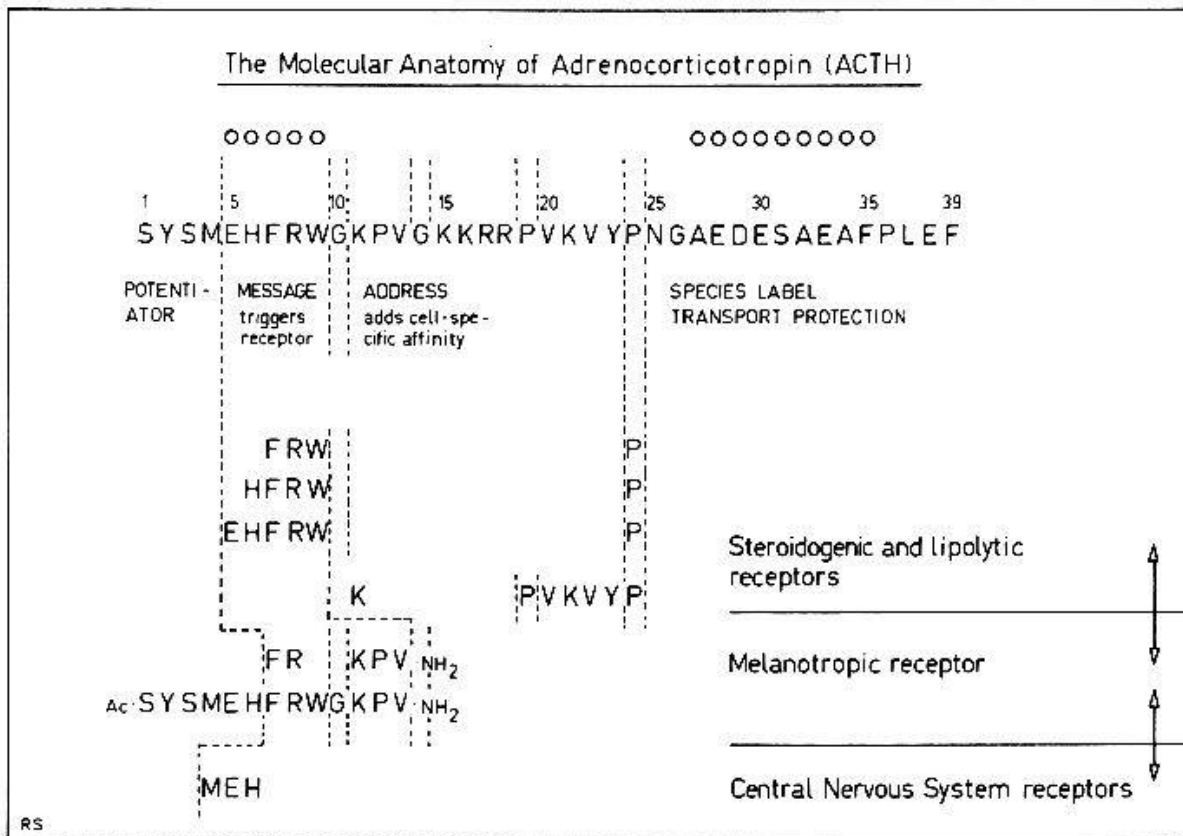 The Molecular Anatomy of Adrenocorticotropin (ACTH)
1 5 10 15 20 25 30 35 39
SYSMEHFRWGKPVGKKRRPVKVYPNGAEDESAEAFPLEF
POTENTI-
ATOR
MESSAGE
triggers
receptor
ADDRESS
adds cell-spe-
cific affinity
SPECIES LABEL
TRANSPORT PROTECTION
FRW P
HFRW P
EHFRW P
Steroidogenic and lipolytic
receptors
K PVKVYP
FR KPV NH2
Melanotropic receptor
Ac·SYSMEHFRWGKPV·NH2
MEH
Central Nervous System receptors
RS